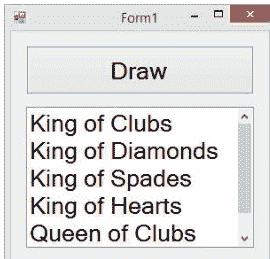 Form1
Draw
King of Clubs
King of Diamonds
King of Spades
King of Hearts
Queen of Clubs